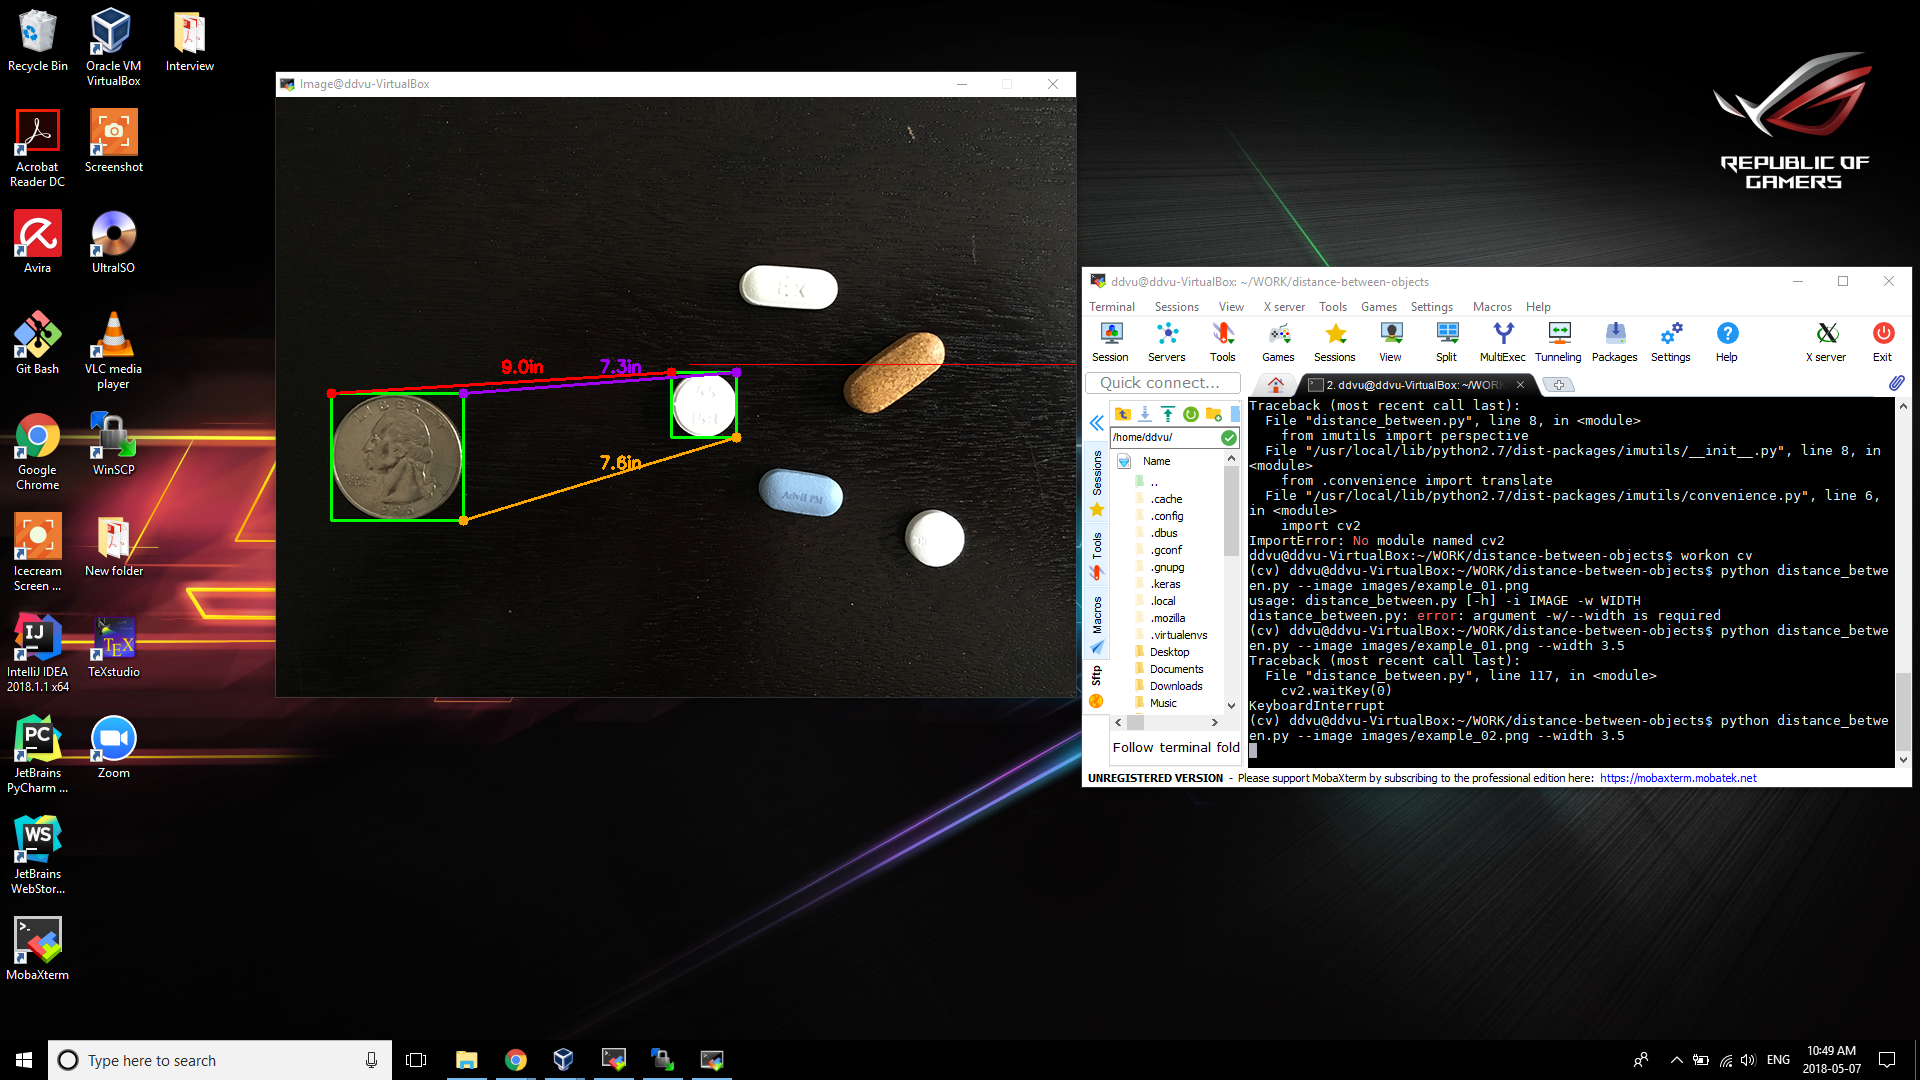 Recycle Bin
Oracle VM
VirtualBox
Interview
Acrobat
Reader DC
Screenshot
Avira
UltraISO
Git Bash
VLC media
player
Google
Chrome
WinSCP
Icecream
Screen ...
New folder
IntelliJ IDEA
2018.1.1 x64
TeXstudio
JetBrains
PyCharm ...
Zoom
JetBrains
WebStor...
MobaXterm
Image@ddvu-VirtualBox
9.0in
7.3in
EX
Advil PM
REPUBLIC OF
GAMERS
ddvu@ddvu-VirtualBox: ~/WORK/distance-between-objects
Terminal Sessions View X server Tools Games Settings Macros Help
Session Servers Tools Games Sessions View Split MultiExec Tunneling Packages Settings Help X server Exit
Quick connect...
2. ddvu@ddvu-VirtualBox: ~/WORK
/home/ddvu/
Name
..
.cache
.config
.dbus
.gconf
.gnupg
.keras
.local
.mozilla
.virtualenvs
Desktop
Documents
Downloads
Music
Sessions
Tools
Macros
Sftp
Follow terminal fold
Traceback (most recent call last):
File "distance_between.py", line 8, in <module>
from imutils import perspective
File "/usr/local/lib/python2.7/dist-packages/imutils/__init__.py", line 8, in
<module>
from .convenience import translate
File "/usr/local/lib/python2.7/dist-packages/imutils/convenience.py", line 6,
in <module>
import cv2
ImportError: No module named cv2
ddvu@ddvu-VirtualBox:~/WORK/distance-between-objects$ workon cv
(cv) ddvu@ddvu-VirtualBox:~/WORK/distance-between-objects$ python distance_betwe
en.py --image images/example_01.png
usage: distance_between.py [-h] -i IMAGE -w WIDTH
distance_between.py: error: argument -w/--width is required
(cv) ddvu@ddvu-VirtualBox:~/WORK/distance-between-objects$ python distance_betwe
en.py --image images/example_01.png --width 3.5
Traceback (most recent call last):
File "distance_between.py", line 117, in <module>
cv2.waitKey(0)
KeyboardInterrupt
(cv) ddvu@ddvu-VirtualBox:~/WORK/distance-between-objects$ python distance_betwe
en.py --image images/example_02.png --width 3.5
UNREGISTERED VERSION - Please support MobaXterm by subscribing to the professional edition here: https://mobaxterm.mobatek.net
Type here to search
ENG
10:49 AM
2018-05-07